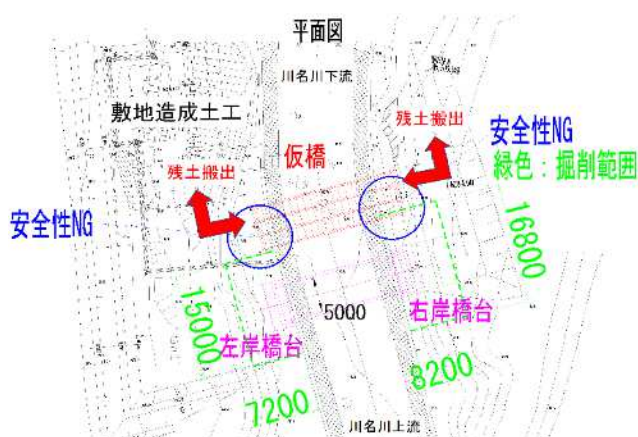 平面図
川名川下流
敷地造成土工
残土搬出
安全性NG
仮橋
緑色：掘削範囲
残土搬出
安全性NG
16800
15000
5000
右岸橋台
左岸橋台
8200
7200
川名川上流